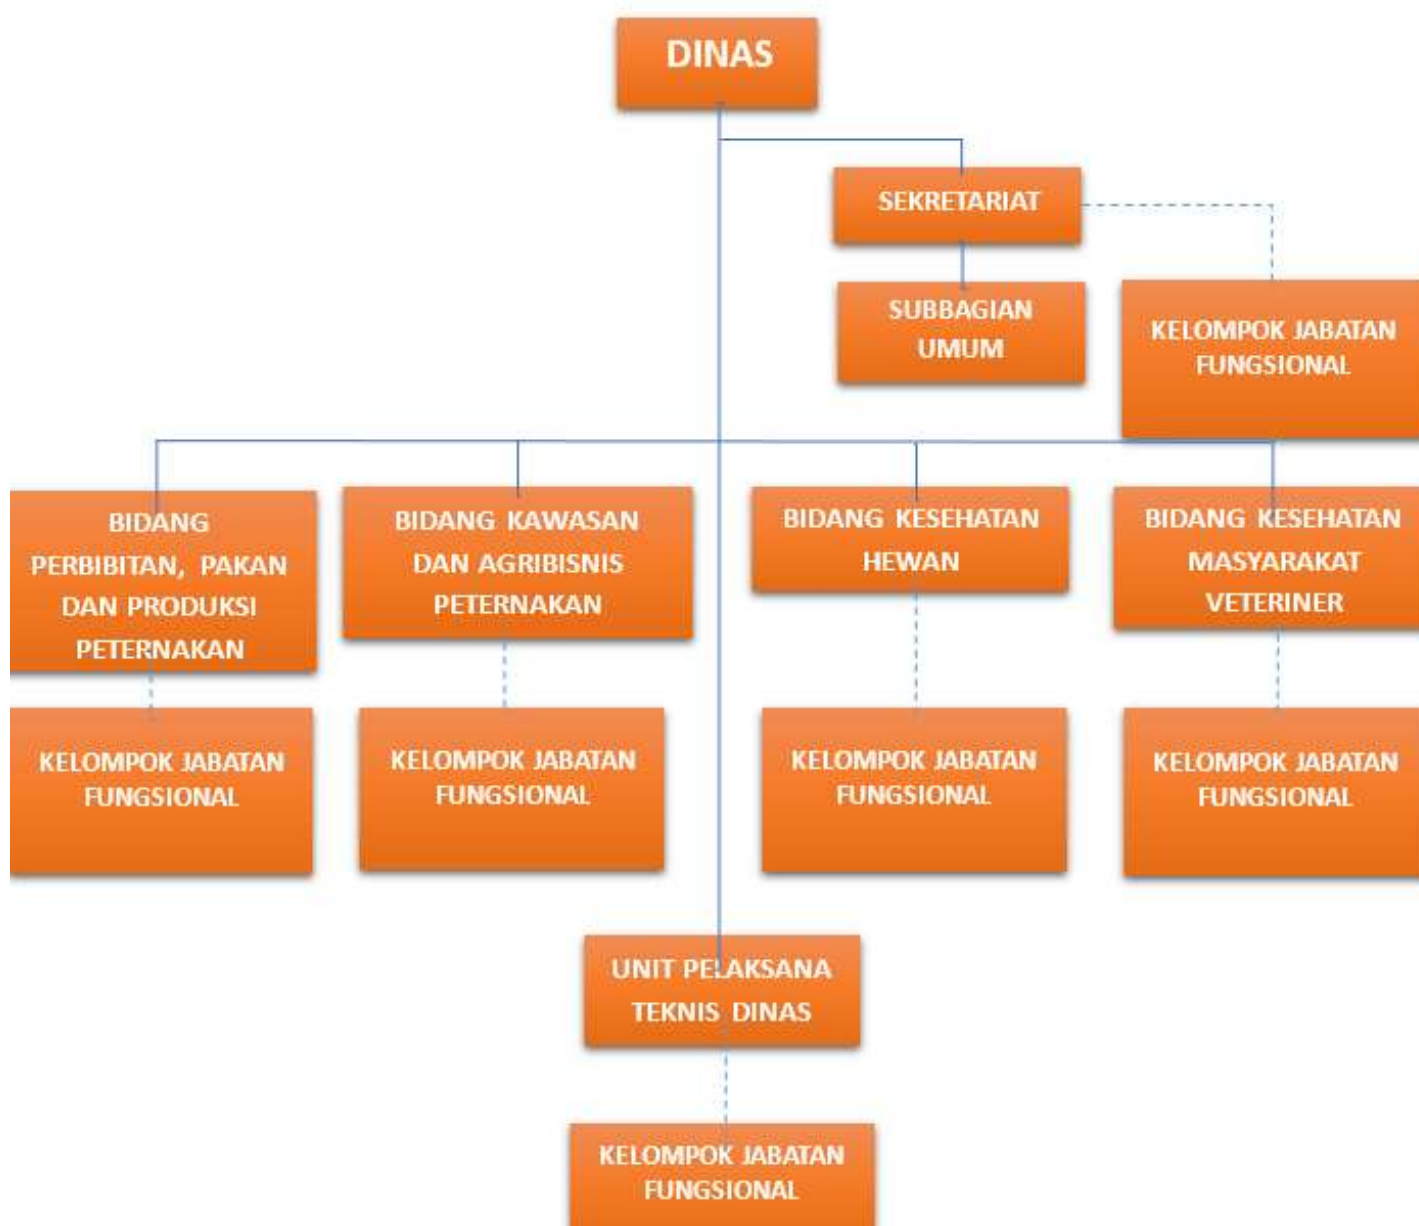 DINAS
SEKRETARIAT
SUBBAGIAN
UMUM
KELOMPOK JABATAN
FUNGSIONAL
BIDANG
PERBIBITAN, PAKAN
DAN PRODUKSI
PETERNAKAN
BIDANG KAWASAN
DAN AGRIBISNIS
PETERNAKAN
BIDANG KESEHATAN
HEWAN
BIDANG KESEHATAN
MASYARAKAT
VETERINER
KELOMPOK JABATAN
FUNGSIONAL
KELOMPOK JABATAN
FUNGSIONAL
KELOMPOK JABATAN
FUNGSIONAL
KELOMPOK JABATAN
FUNGSIONAL
UNIT PELAKSANA
TEKNIS DINAS
KELOMPOK JABATAN
FUNGSIONAL